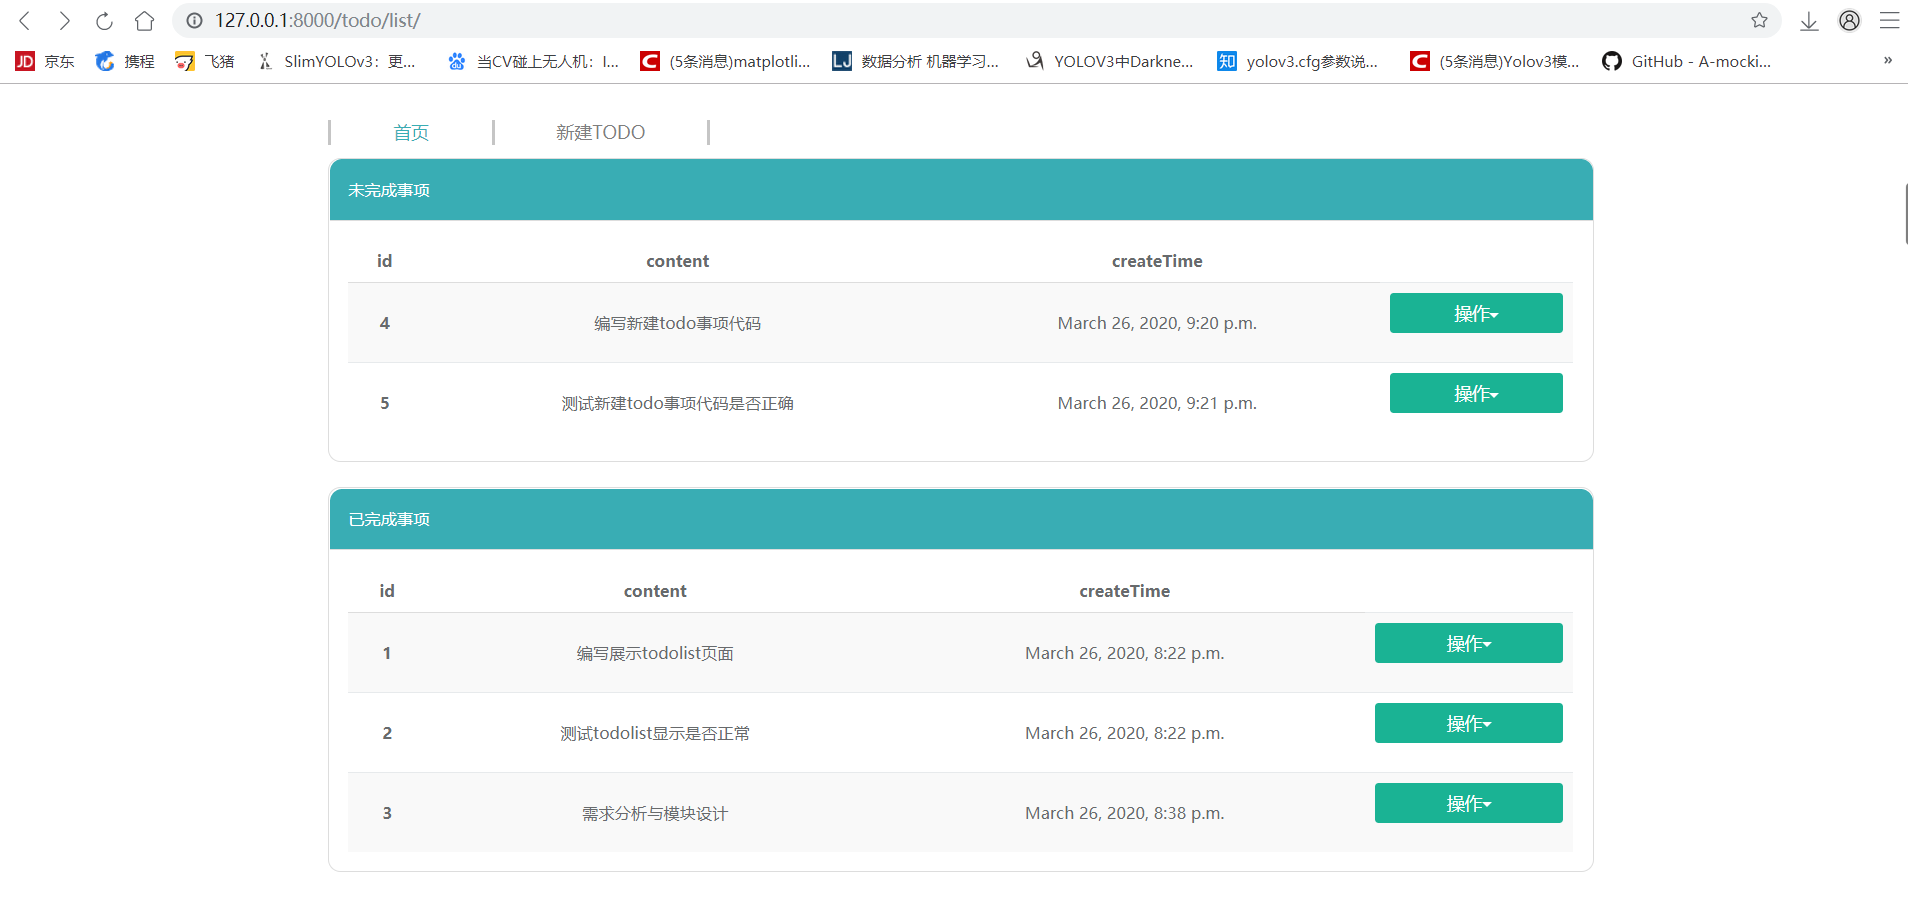 127.0.0.1:8000/todo/list/
JD 京东 携程 飞猪 SlimYOLOv3：更... du 当CV碰上无人机：I... C (5条消息)matplotli... LJ 数据分析 机器学习... YOLOV3中Darkne... 知 yolov3.cfg参数说... C (5条消息)Yolov3模... GitHub - A-mocki... »
首页 新建TODO
未完成事项
id content createTime
4 编写新建todo事项代码 March 26, 2020, 9:20 p.m. 操作
5 测试新建todo事项代码是否正确 March 26, 2020, 9:21 p.m. 操作
已完成事项
id content createTime
1 编写展示todolist页面 March 26, 2020, 8:22 p.m. 操作
2 测试todolist显示是否正常 March 26, 2020, 8:22 p.m. 操作
3 需求分析与模块设计 March 26, 2020, 8:38 p.m. 操作